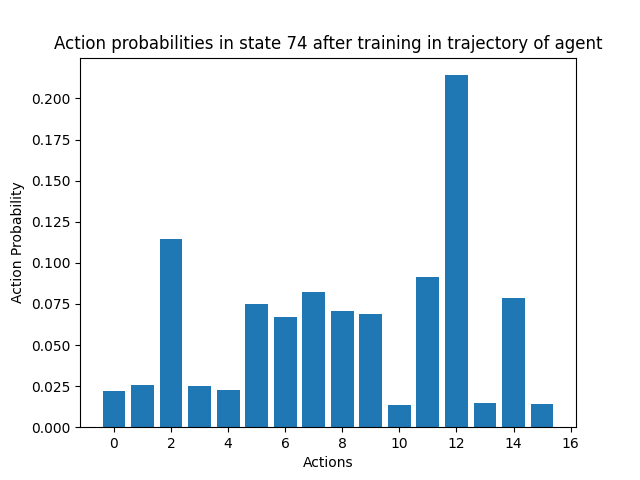 Action probabilities in state 74 after training in trajectory of agent
0.200
0.175
0.150
0.125
0.100
0.075
0.050
0.025
0.000
Action Probability
0 2 4 6 8 10 12 14 16
Actions